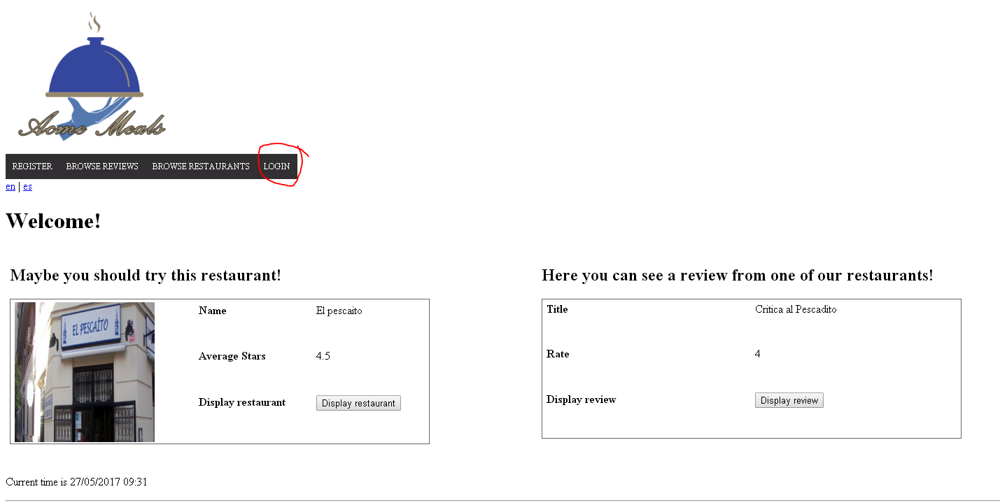 Acme Meals
REGISTER BROWSE REVIEWS BROWSE RESTAURANTS LOGIN
en | es
Welcome!
Maybe you should try this restaurant!
EL PESCAÍTO
Name El pescaito
Average Stars 4.5
Display restaurant Display restaurant
Here you can see a review from one of our restaurants!
Title Critica al Pescadito
Rate 4
Display review Display review
Current time is 27/05/2017 09:31